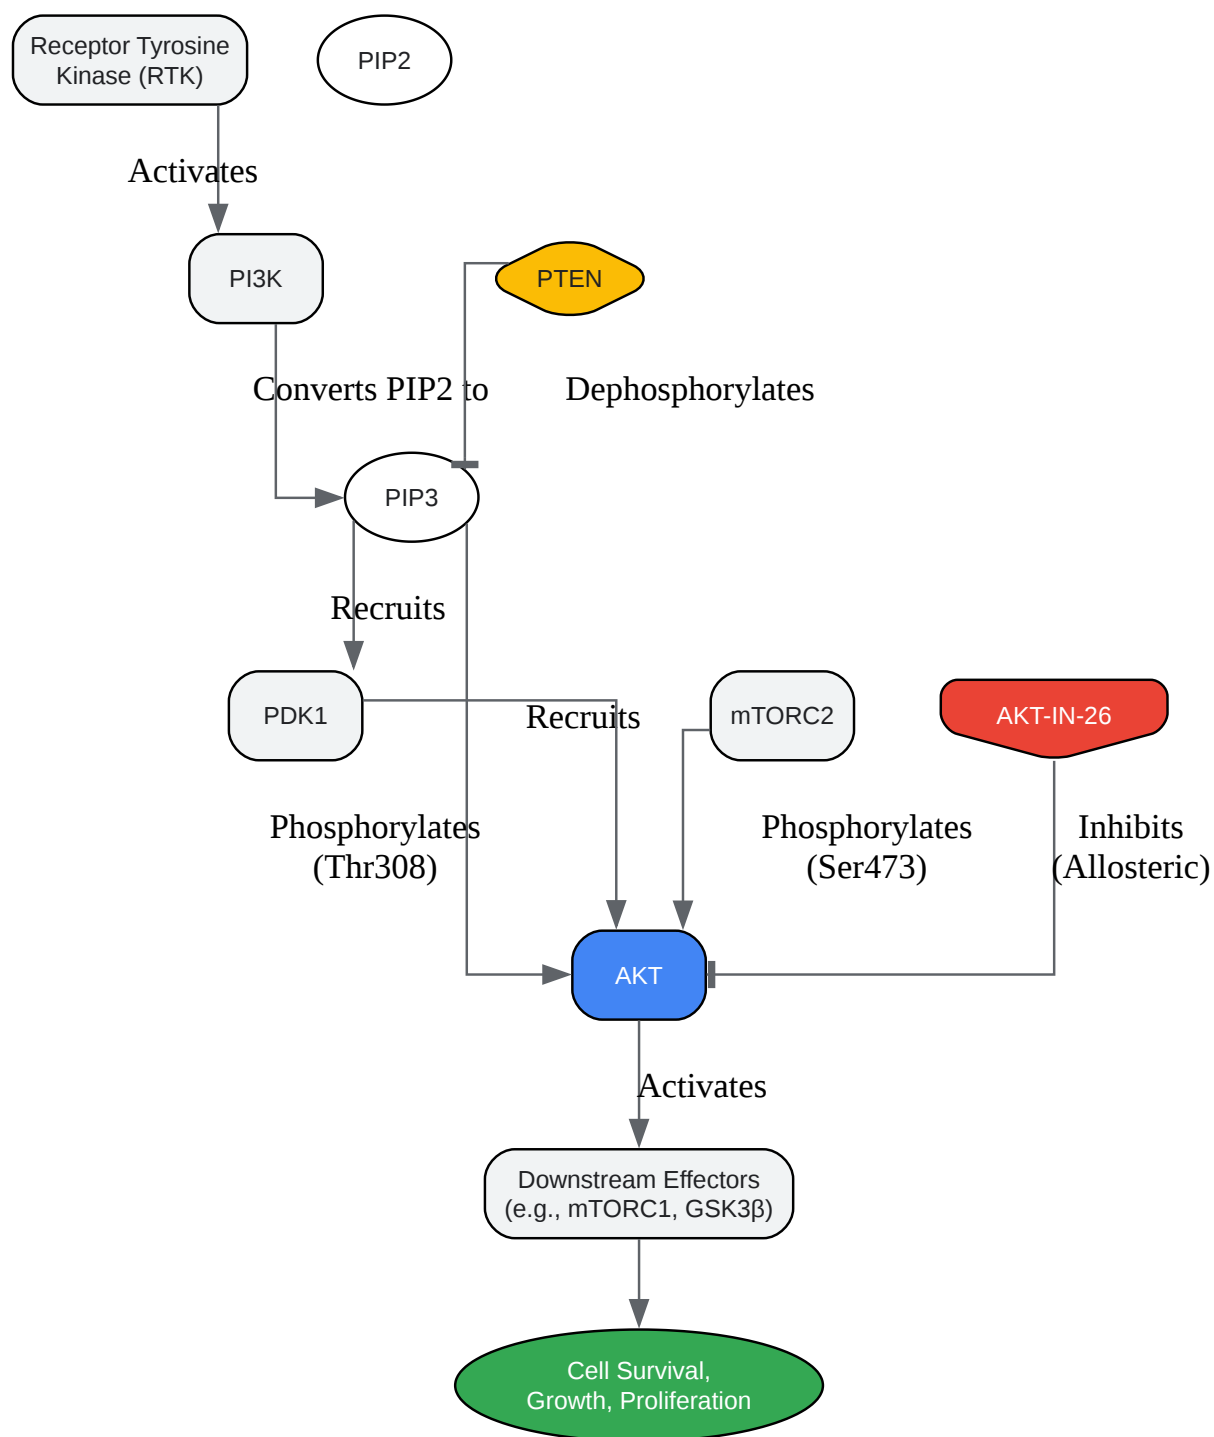 Receptor Tyrosine
Kinase (RTK)
PIP2
Activates
PI3K
PTEN
Converts PIP2 to
Dephosphorylates
PIP3
Recruits
PDK1
Recruits
mTORC2
AKT-IN-26
Phosphorylates
(Thr308)
Phosphorylates
(Ser473)
Inhibits
(Allosteric)
AKT
Activates
Downstream Effectors
(e.g., mTORC1, GSK3β)
Cell Survival,
Growth, Proliferation